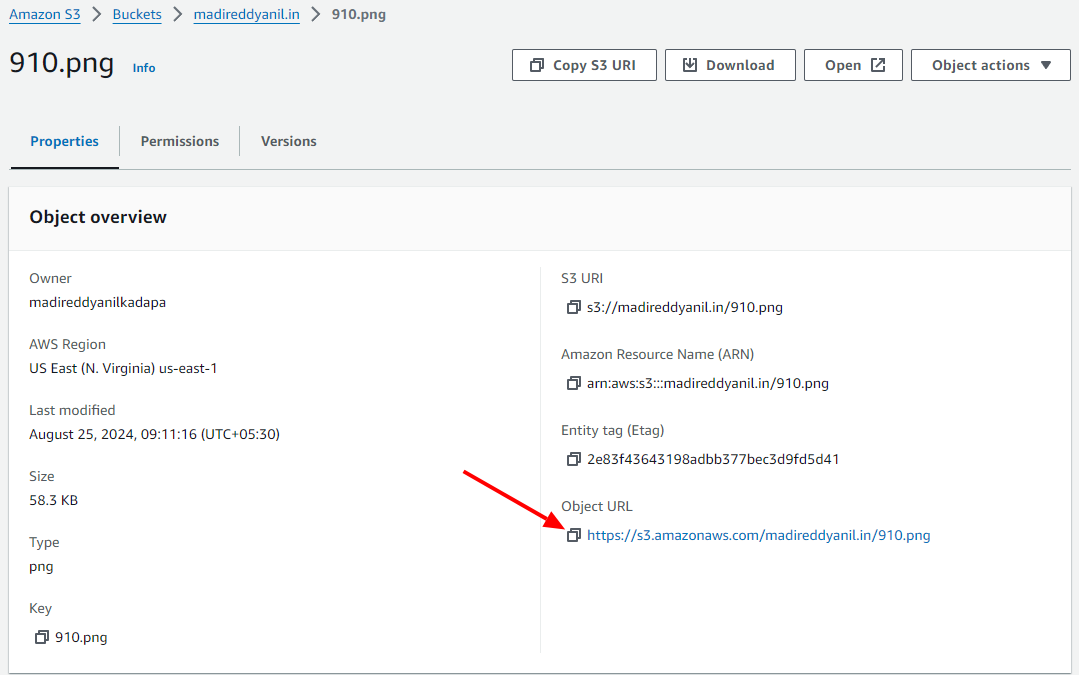 Amazon S3 > Buckets > madireddyanil.in > 910.png
910.png Info
Copy S3 URI Download Open Object actions
Properties Permissions Versions
Object overview
Owner
madireddyanilkadapa
AWS Region
US East (N. Virginia) us-east-1
Last modified
August 25, 2024, 09:11:16 (UTC+05:30)
Size
58.3 KB
Type
png
Key
910.png
S3 URI
s3://madireddyanil.in/910.png
Amazon Resource Name (ARN)
arn:aws:s3:::madireddyanil.in/910.png
Entity tag (Etag)
2e83f43643198adbb377bec3d9fd5d41
Object URL
https://s3.amazonaws.com/madireddyanil.in/910.png